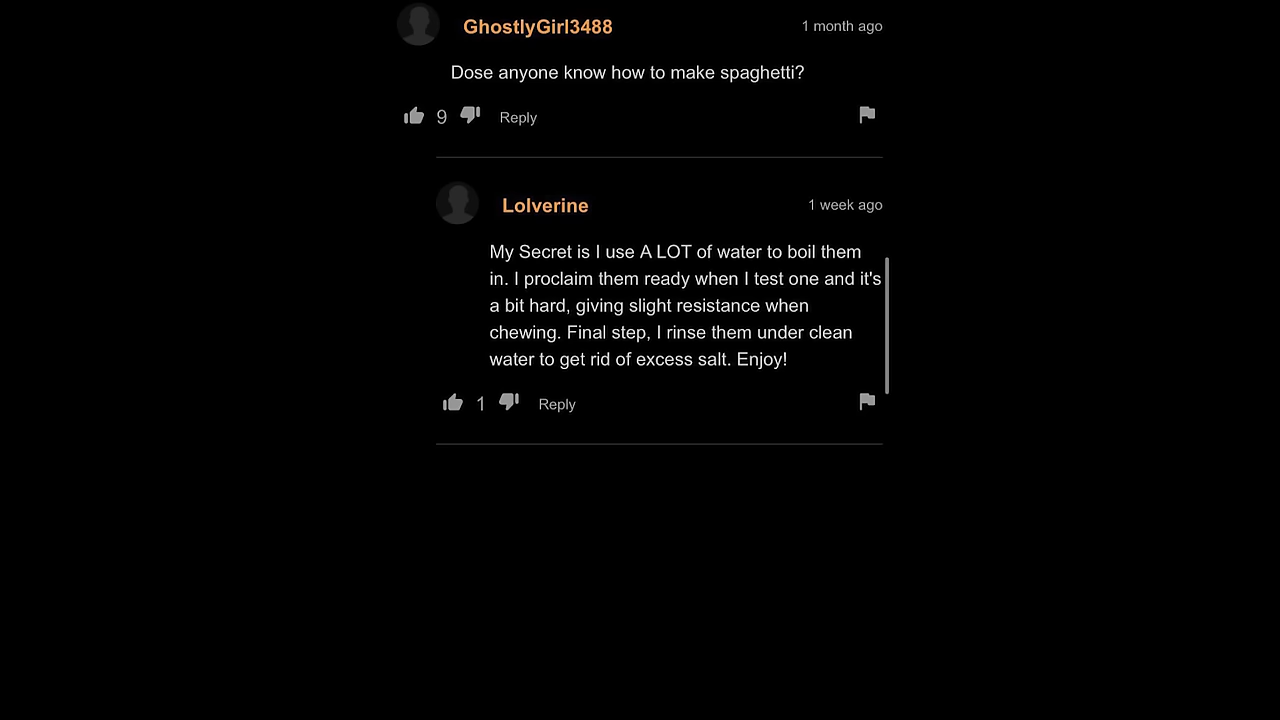 GhostlyGirl3488 1 month ago
Dose anyone know how to make spaghetti?
9 Reply
Lolverine 1 week ago
My Secret is I use A LOT of water to boil them
in. I proclaim them ready when I test one and it's
a bit hard, giving slight resistance when
chewing. Final step, I rinse them under clean
water to get rid of excess salt. Enjoy!
1 Reply